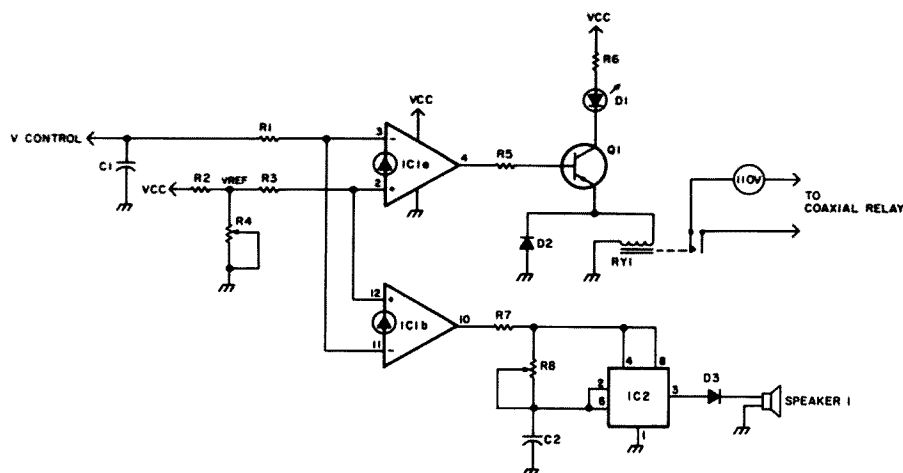 VCC
R6
D1
VCC
V CONTROL
R1
3
-
IC1a
4
R5
Q1
C1
110V
TO
COAXIAL RELAY
VCC
R2
VREF
R3
2
+
R4
D2
RY1
12
+
IC1b
10
R7
11
-
R8
4
8
2
6
IC2
3
D3
SPEAKER 1
C2
1